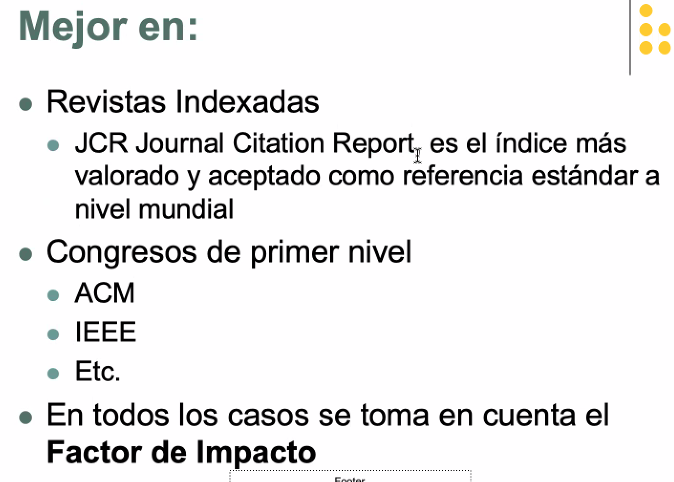 Mejor en:
Revistas Indexadas
JCR Journal Citation Report, es el índice más
valorado y aceptado como referencia estándar a
nivel mundial
Congresos de primer nivel
ACM
IEEE
Etc.
En todos los casos se toma en cuenta el
Factor de Impacto
Footer